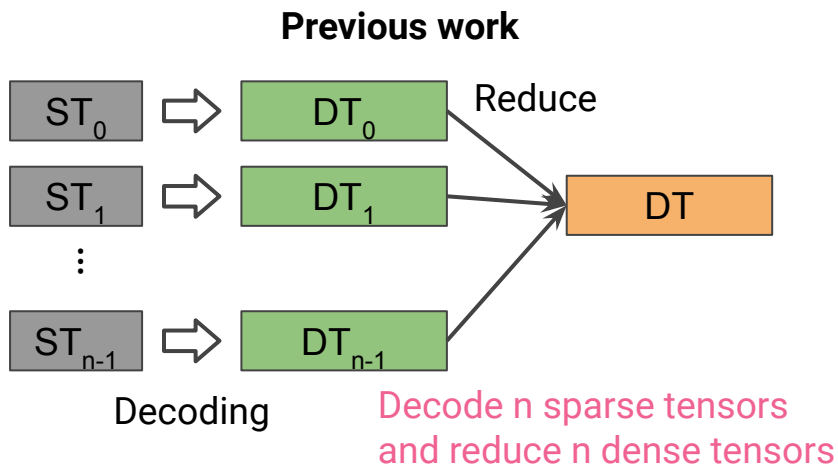 Previous work
ST₀ DT₀ Reduce
ST₁ DT₁ DT
⋮
STₙ₋₁ DTₙ₋₁
Decoding
Decode n sparse tensors
and reduce n dense tensors